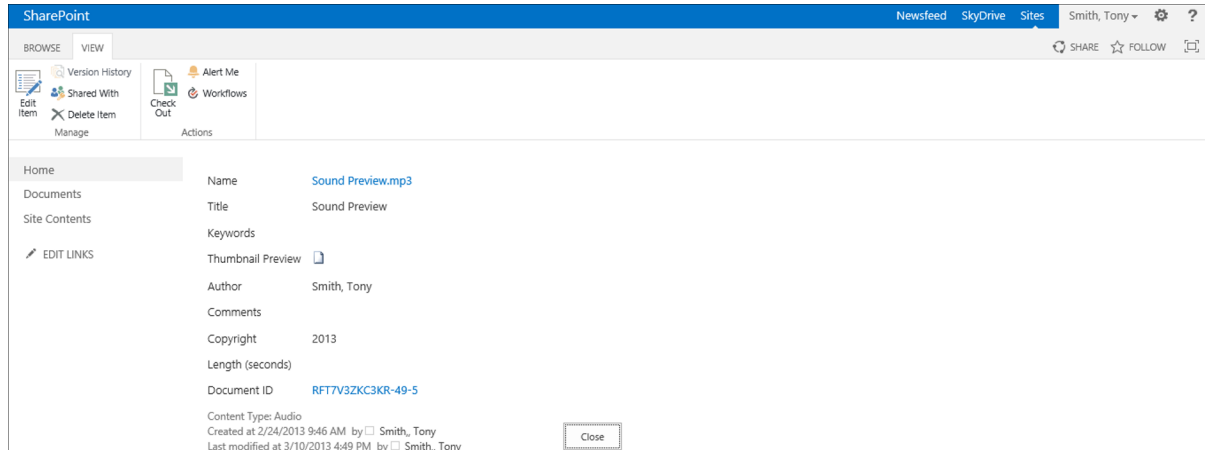 SharePoint
Newsfeed SkyDrive Sites Smith, Tony ?
BROWSE VIEW
SHARE FOLLOW
Edit Item
Version History
Shared With
Delete Item
Manage
Check Out
Alert Me
Workflows
Actions
Home
Documents
Site Contents
EDIT LINKS
Name Sound Preview.mp3
Title Sound Preview
Keywords
Thumbnail Preview
Author Smith, Tony
Comments
Copyright 2013
Length (seconds)
Document ID RFT7V3ZKC3KR-49-5
Content Type: Audio
Created at 2/24/2013 9:46 AM by Smith,, Tony
Last modified at 3/10/2013 4:49 PM by Smith,, Tony
Close